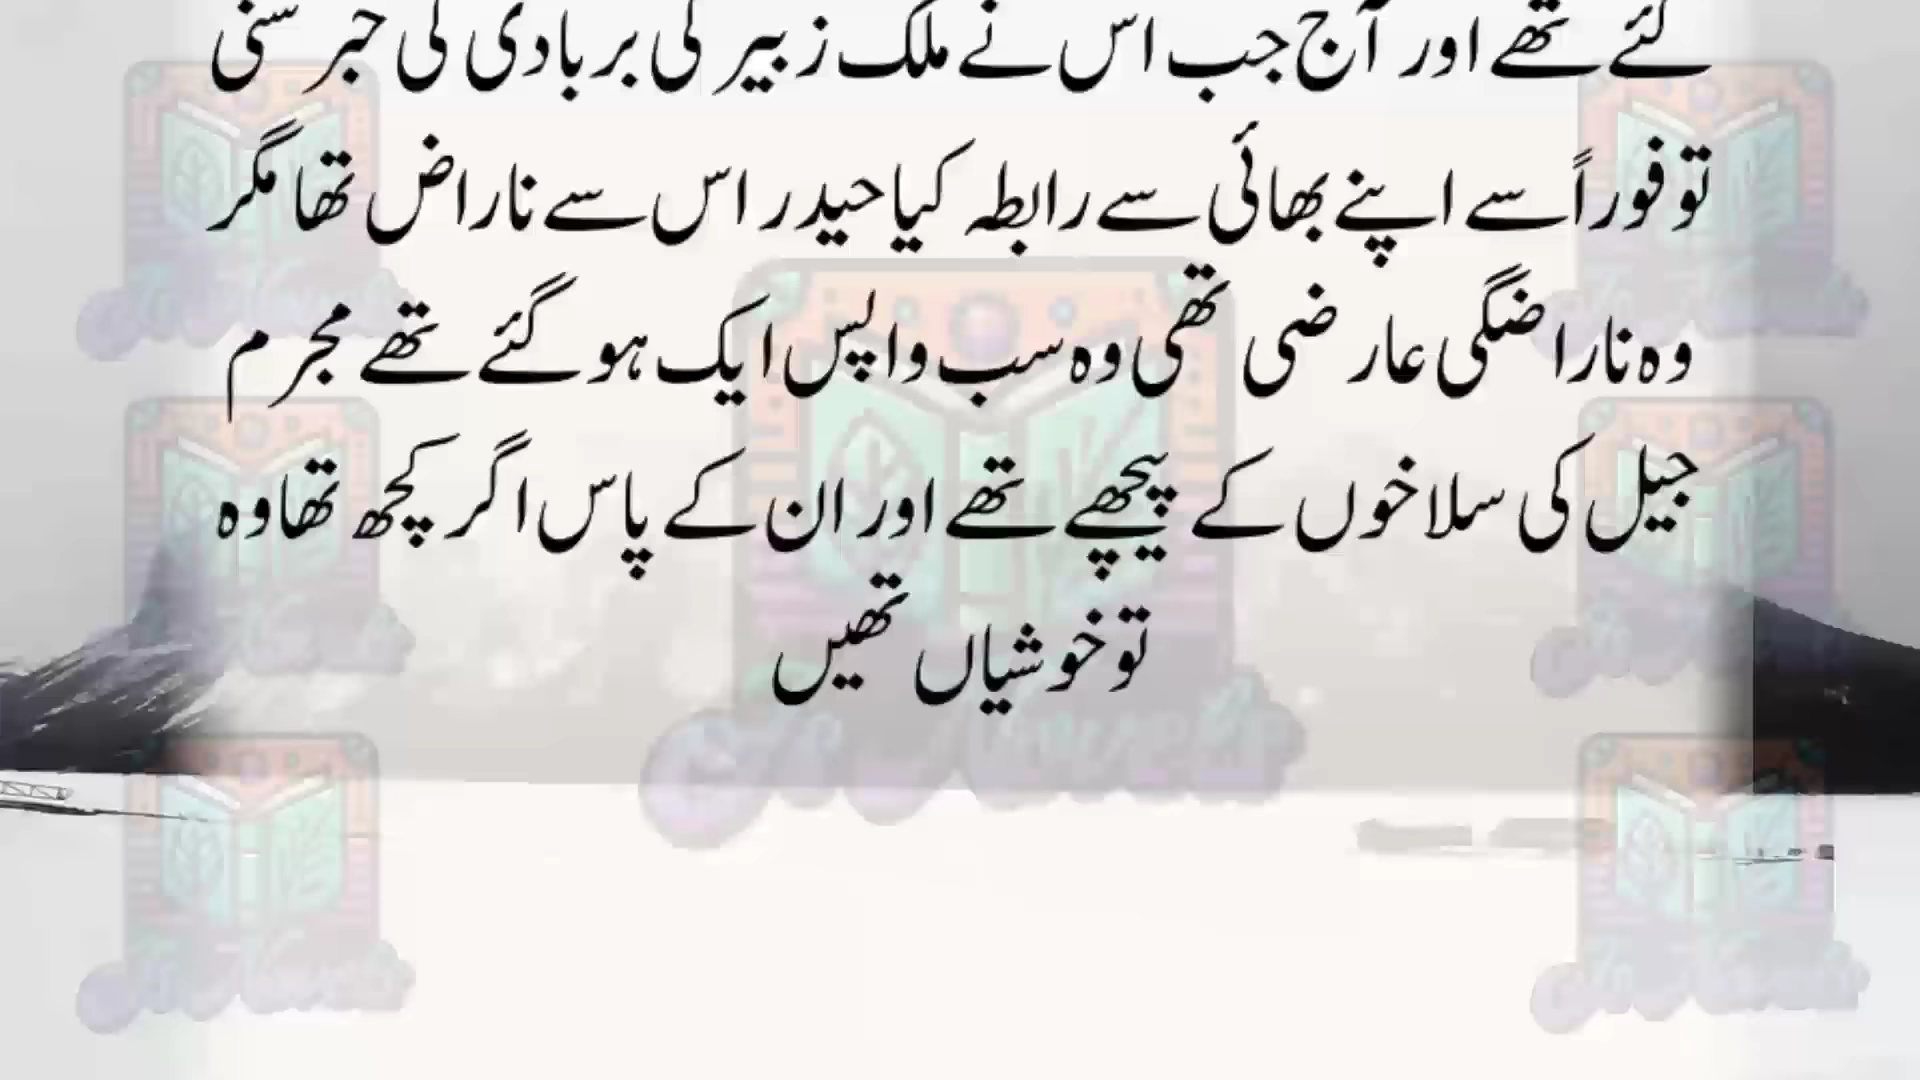 گئے تھے اور آج جب اس نے ملک زبیر کی بربادی کی خبر سنی
تو فوراً سے اپنے بھائی سے رابطہ کیا حیدر اس سے ناراض تھا مگر
وہ ناراضگی عارضی تھی وہ سب واپس ایک ہو گئے تھے مجرم
جیل کی سلاخوں کے پیچھے تھے اور ان کے پاس اگر کچھ تھا وہ
تو خوشیاں تھیں